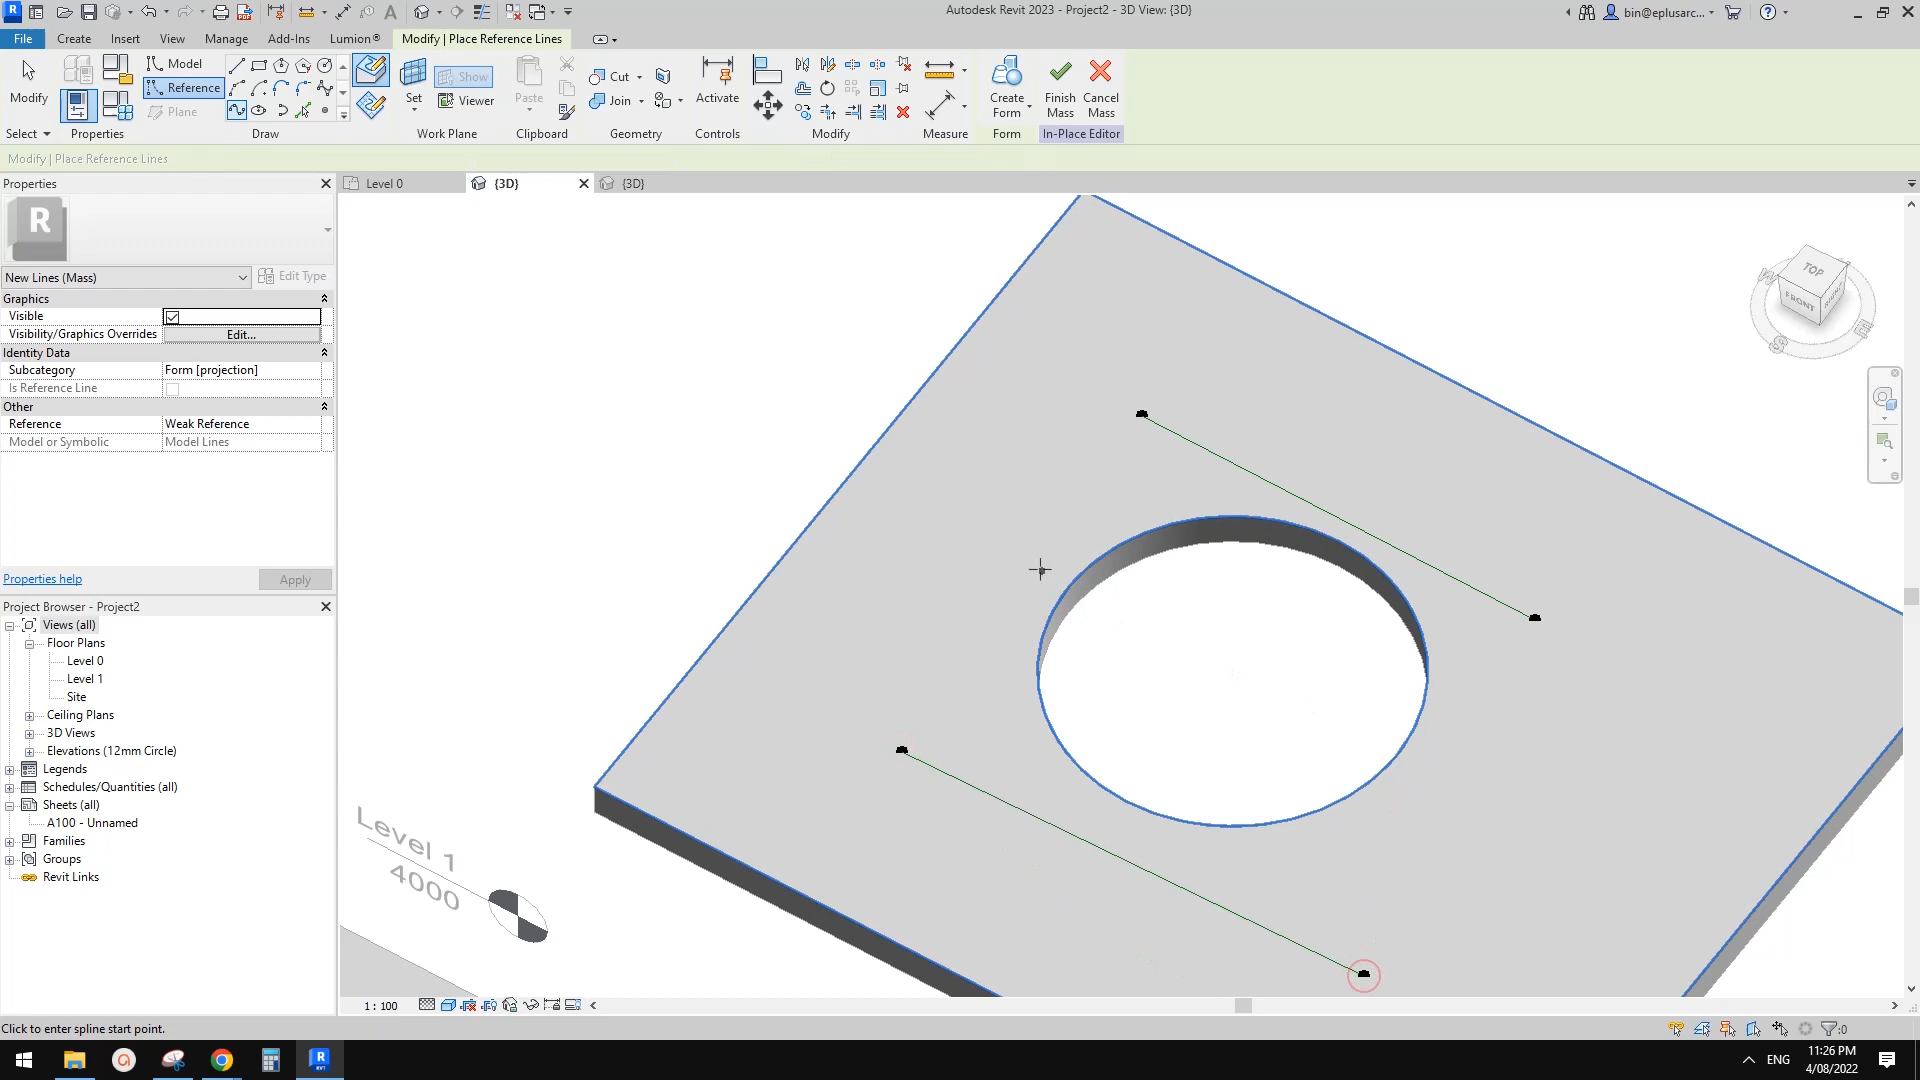 Autodesk Revit 2023 - Project2 - 3D View: {3D}
bin@eplusarc...
File
Create
Insert
View
Manage
Add-Ins
Lumion®
Modify | Place Reference Lines
Modify
Select
Properties
Model
Reference
Plane
Draw
Set
Show
Viewer
Work Plane
Paste
Clipboard
Cut
Join
Geometry
Activate
Controls
Modify
Measure
Create
Form
Form
Finish
Mass
Cancel
Mass
In-Place Editor
Modify | Place Reference Lines
Properties
R
New Lines (Mass)
Edit Type
Graphics
Visible
Visibility/Graphics Overrides
Edit...
Identity Data
Subcategory
Form [projection]
Is Reference Line
Other
Reference
Weak Reference
Model or Symbolic
Model Lines
Properties help
Apply
Project Browser - Project2
Views (all)
Floor Plans
Level 0
Level 1
Site
Ceiling Plans
3D Views
Elevations (12mm Circle)
Legends
Schedules/Quantities (all)
Sheets (all)
A100 - Unnamed
Families
Groups
Revit Links
Level 0
{3D}
{3D}
TOP
FRONT
RIGHT
W
S
E
Level 1
4000
1 : 100
Click to enter spline start point.
:0
ENG
11:26 PM
4/08/2022